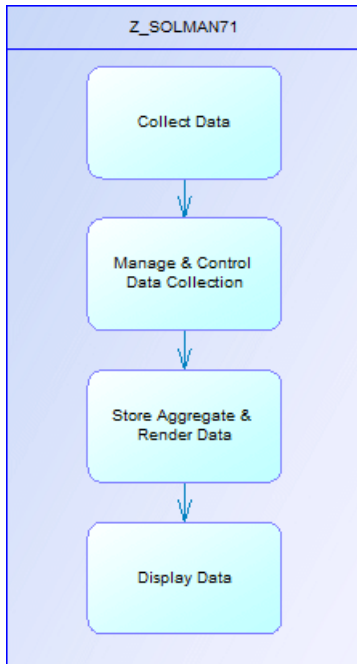 Z_SOLMAN71
Collect Data
Manage & Control
Data Collection
Store Aggregate &
Render Data
Display Data